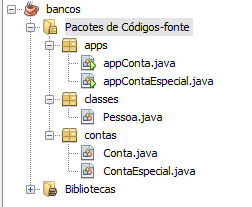 bancos
Pacotes de Códigos-fonte
apps
appConta.java
appContaEspecial.java
classes
Pessoa.java
contas
Conta.java
ContaEspecial.java
Bibliotecas